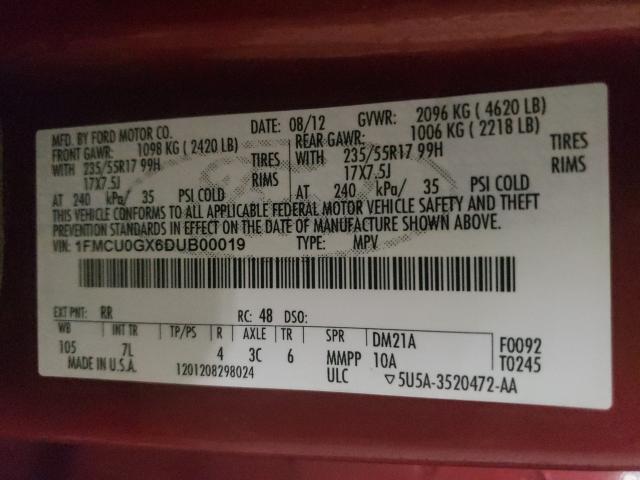 MFD. BY FORD MOTOR CO. DATE: 08/12 GVWR: 2096 KG ( 4620 LB)
FRONT GAWR: 1098 KG ( 2420 LB) REAR GAWR: 1006 KG ( 2218 LB)
WITH 235/55R17 99H TIRES WITH 235/55R17 99H TIRES
17X7.5J RIMS 17X7.5J RIMS
AT 240 kPa/ 35 PSI COLD AT 240 kPa/ 35 PSI COLD
THIS VEHICLE CONFORMS TO ALL APPLICABLE FEDERAL MOTOR VEHICLE SAFETY AND THEFT
PREVENTION STANDARDS IN EFFECT ON THE DATE OF MANUFACTURE SHOWN ABOVE.
VIN: 1FMCU0GX6DUB00019 TYPE: MPV
EXT PNT: RR RC: 48 DSO:
WB INT TR TP/PS R AXLE TR SPR DM21A F0092
105 7L 4 3C 6 MMPP 10A T0245
MADE IN U.S.A. 1201208298024 ULC ▽5U5A-3520472-AA